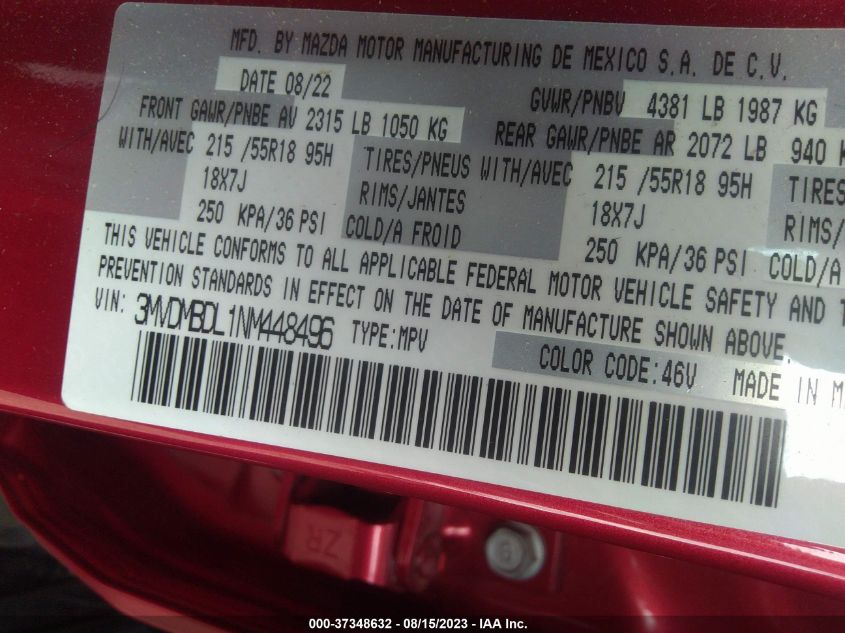 MFD. BY MAZDA MOTOR MANUFACTURING DE MEXICO S.A. DE C.V.
DATE 08/22 GVWR/PNBV 4381 LB 1987 KG
FRONT GAWR/PNBE AV 2315 LB 1050 KG REAR GAWR/PNBE AR 2072 LB 940 K
WITH/AVEC 215 /55R18 95H TIRES/PNEUS WITH/AVEC 215 /55R18 95H TIRES
18X7J RIMS/JANTES 18X7J RIMS/
250 KPA/36 PSI COLD/A FROID 250 KPA/36 PSI COLD/A
THIS VEHICLE CONFORMS TO ALL APPLICABLE FEDERAL MOTOR VEHICLE SAFETY AND T
PREVENTION STANDARDS IN EFFECT ON THE DATE OF MANUFACTURE SHOWN ABOVE.
VIN: 3MVDMBDL1NM448496 TYPE:MPV
COLOR CODE:46V MADE IN M
ZR
000-37348632 - 08/15/2023 - IAA Inc.